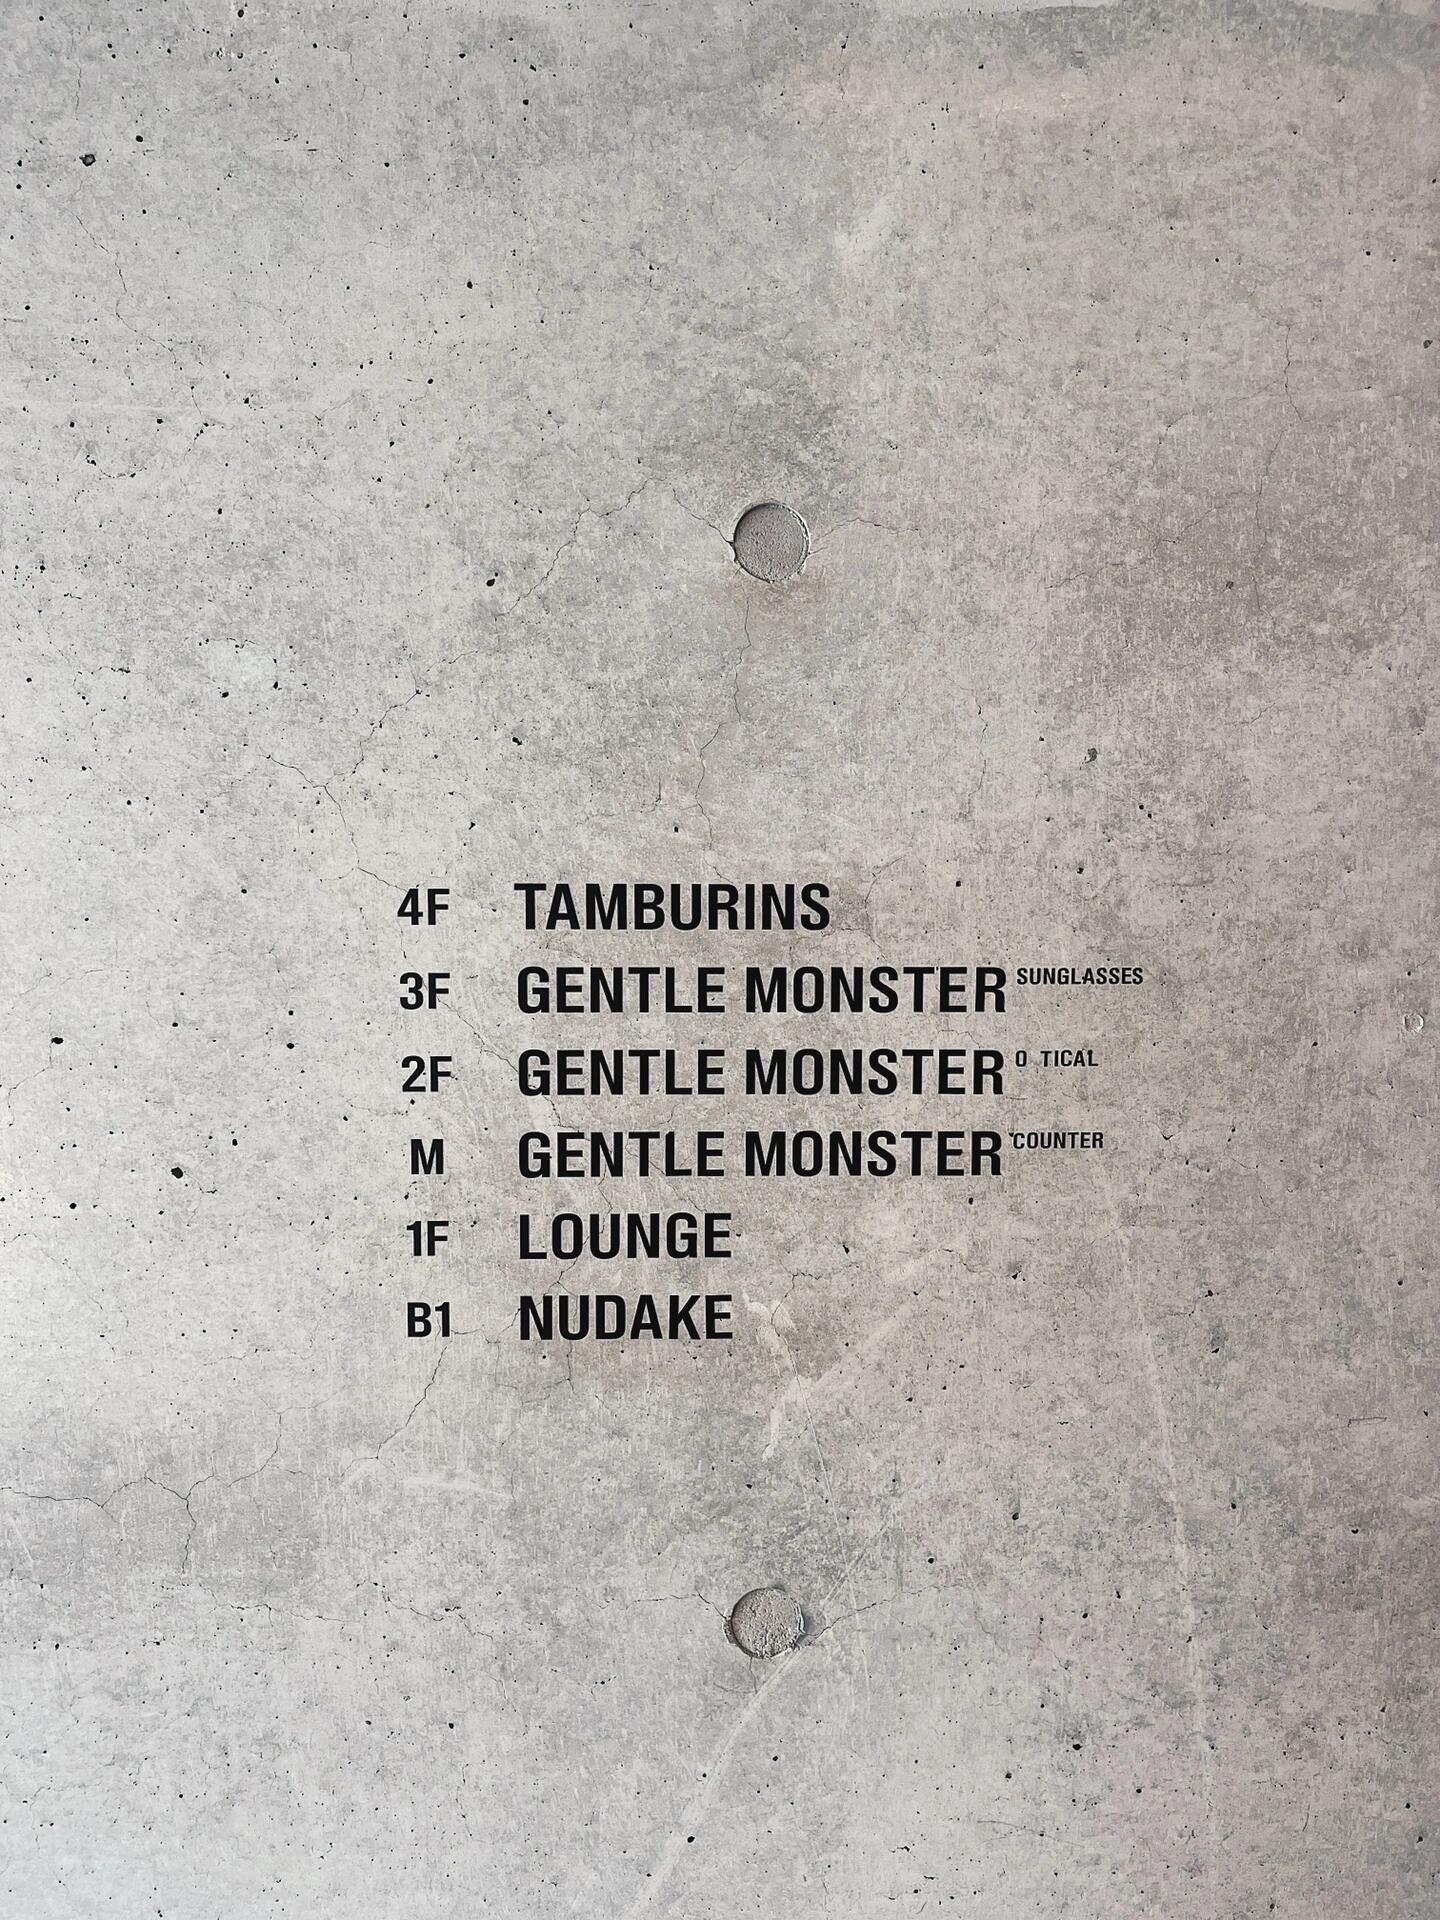 4F TAMBURINS
3F GENTLE MONSTER SUNGLASSES
2F GENTLE MONSTER O TICAL
M GENTLE MONSTER COUNTER
1F LOUNGE
B1 NUDAKE